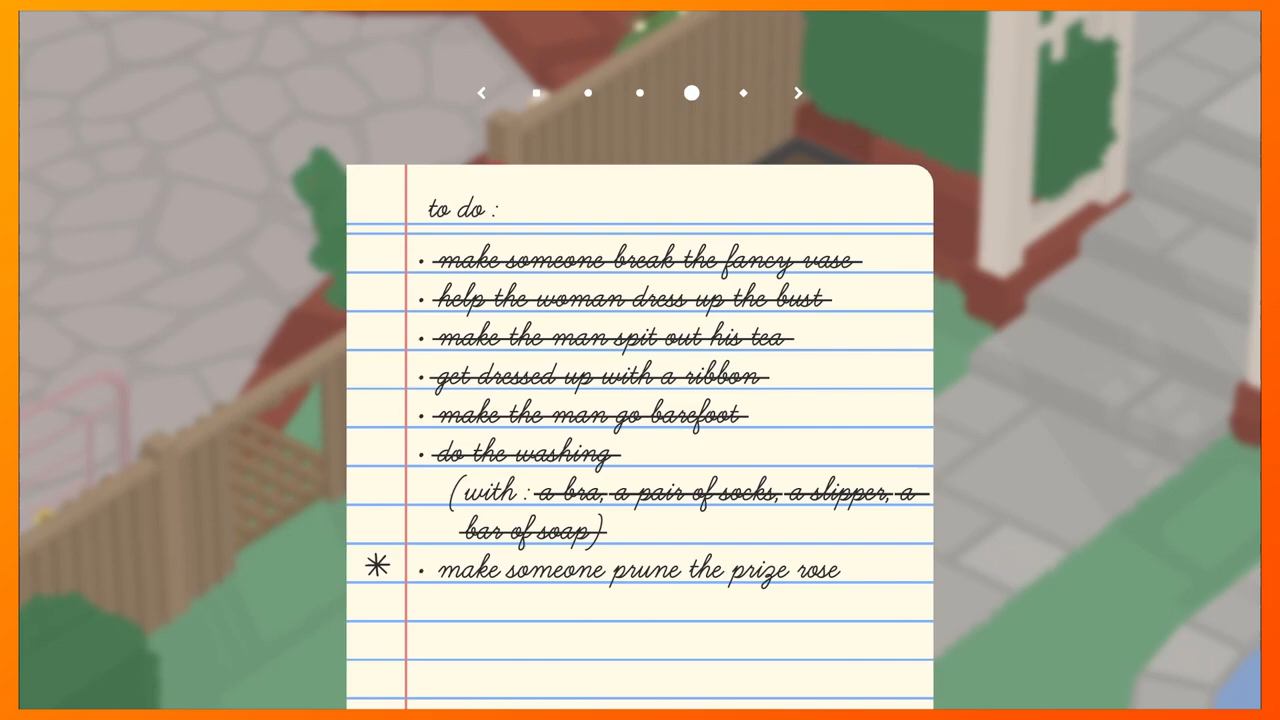 to do :
• make someone break the fancy vase
• help the woman dress up the bust
• make the man spit out his tea
• get dressed up with a ribbon
• make the man go barefoot
• do the washing
(with : a bra, a pair of socks, a slipper, a
bar of soap)
• make someone prune the prize rose